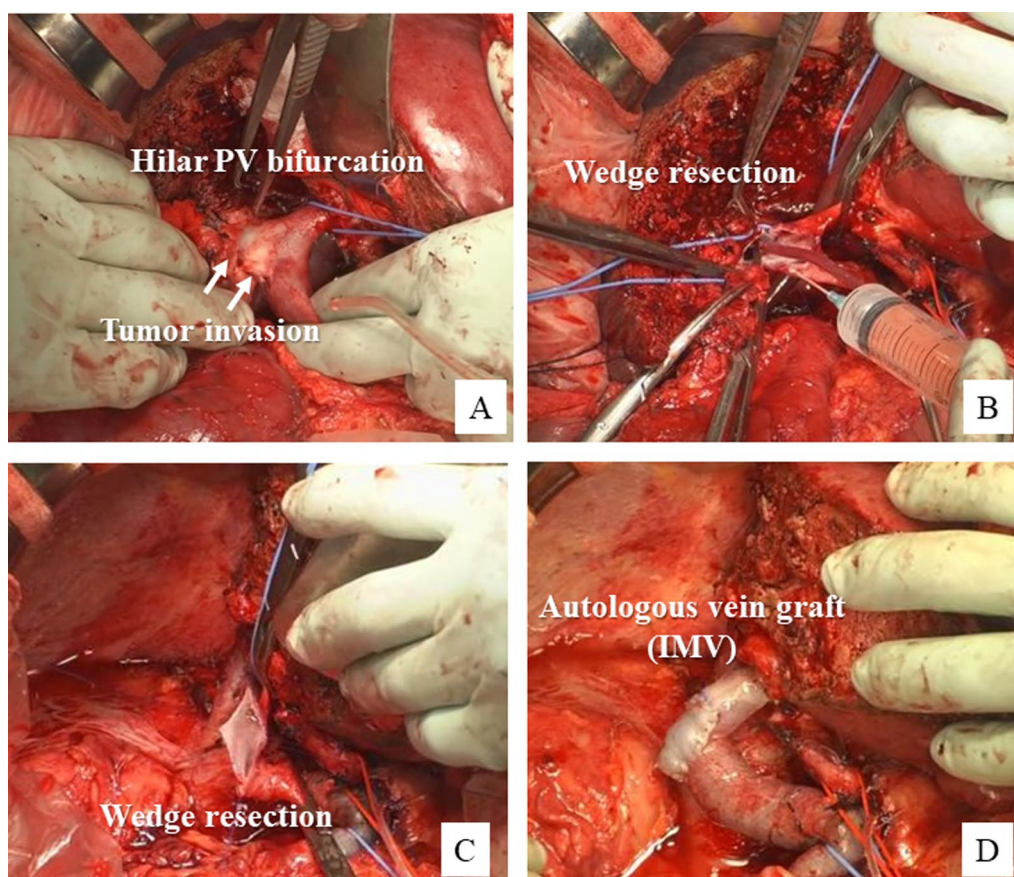 Hilar PV bifurcation
Tumor invasion
A
Wedge resection
B
Wedge resection
C
Autologous vein graft
(IMV)
D